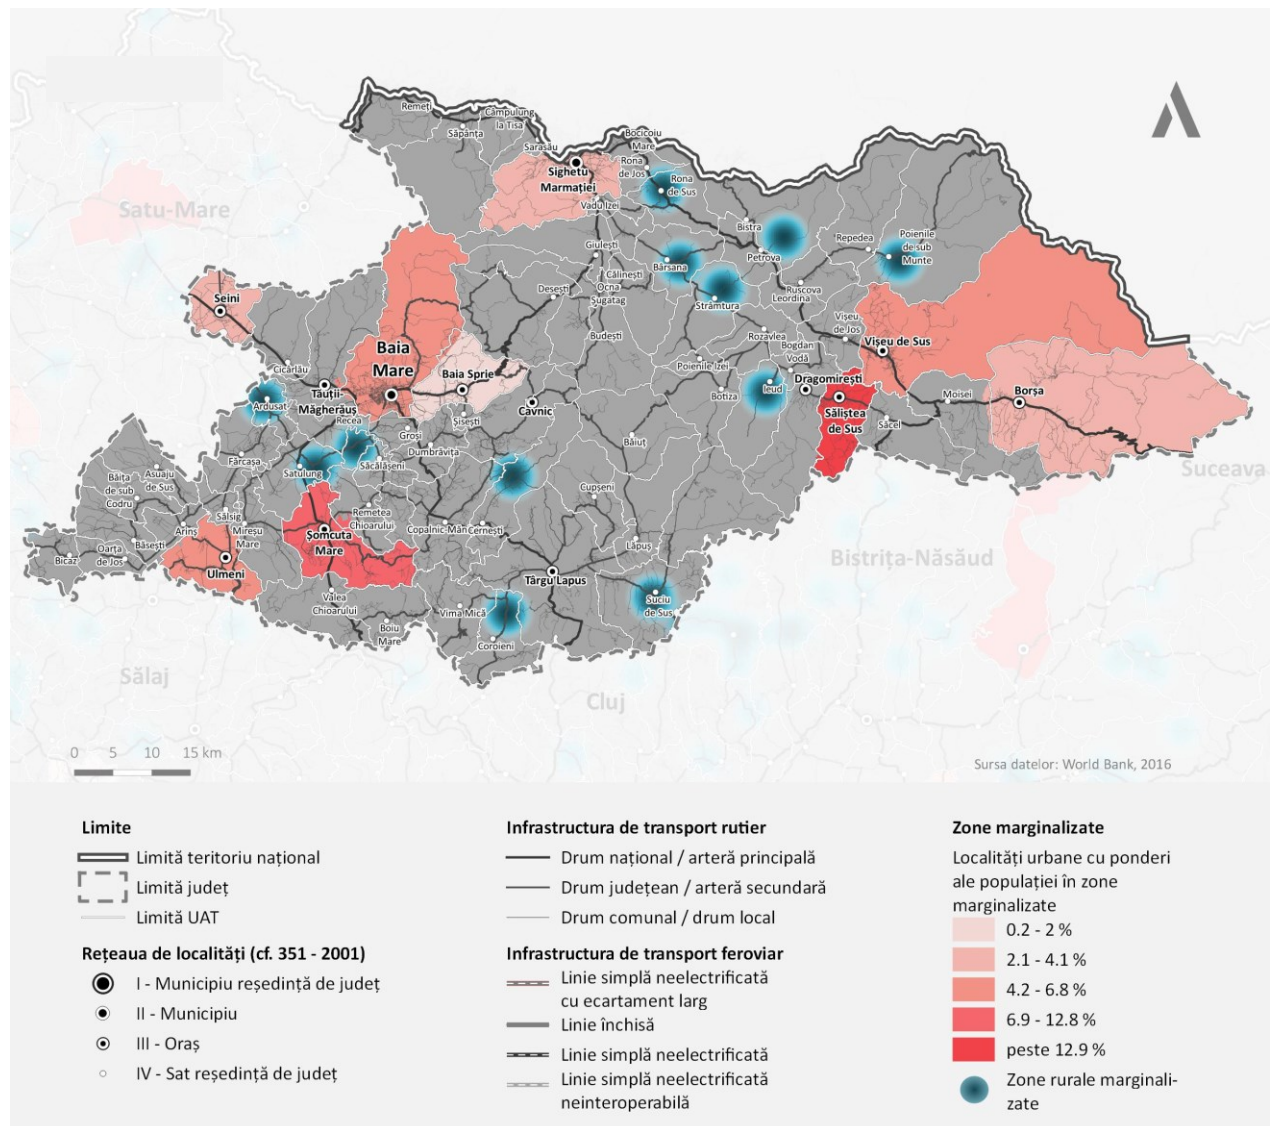 Remeți
Câmpulung
la Tisa
Săpânța
Sarasău
Bocicoiu
Mare
Sighetu
Marmației
Rona
de Jos
Rona
de Sus
Vadu Izei
Satu-Mare
Bistra
Petrova
Repedea
Poienile
de sub
Munte
Giulești
Bârsana
Călinești
Ocna
Șugatag
Desești
Strâmtura
Ruscova
Leordina
Seini
Budești
Vișeu
de Jos
Vișeu de Sus
Rozavlea
Bogdan
Vodă
Baia
Mare
Baia Sprie
Cicârlău
Poienile Izei
Dragomirești
Tăuții-
Măgherăuș
Ardusat
Cavnic
Botiza
Ieud
Săliștea
de Sus
Moisei
Borșa
Săcel
Recea
Șișești
Groși
Dumbrăvița
Băiuț
Fărcașa
Satulung
Săcălășeni
Suceava
Băița
de sub
Codru
Asuaju
de Sus
Cupșeni
Sălsig
Remetea
Chioarului
Arinș
Mireșu
Mare
Șomcuta
Mare
Copalnic-Măn
Cernești
Lăpuș
Băsești
Oarța
de Jos
Bicaz
Ulmeni
Târgu Lapus
Bistrița-Năsăud
Valea
Chioarului
Vima Mică
Suciu
de Sus
Boiu
Mare
Coroieni
Sălaj
Cluj
0 5 10 15 km
Sursa datelor: World Bank, 2016
Limite
Limită teritoriu național
Limită județ
Limită UAT
Rețeaua de localități (cf. 351 - 2001)
I - Municipiu reședință de județ
II - Municipiu
III - Oraș
IV - Sat reședință de județ
Infrastructura de transport rutier
Drum național / arteră principală
Drum județean / arteră secundară
Drum comunal / drum local
Infrastructura de transport feroviar
Linie simplă neelectrificată
cu ecartament larg
Linie închisă
Linie simplă neelectrificată
Linie simplă neelectrificată
neinteroperabilă
Zone marginalizate
Localități urbane cu ponderi
ale populației în zone
marginalizate
0.2 - 2 %
2.1 - 4.1 %
4.2 - 6.8 %
6.9 - 12.8 %
peste 12.9 %
Zone rurale marginali-
zate